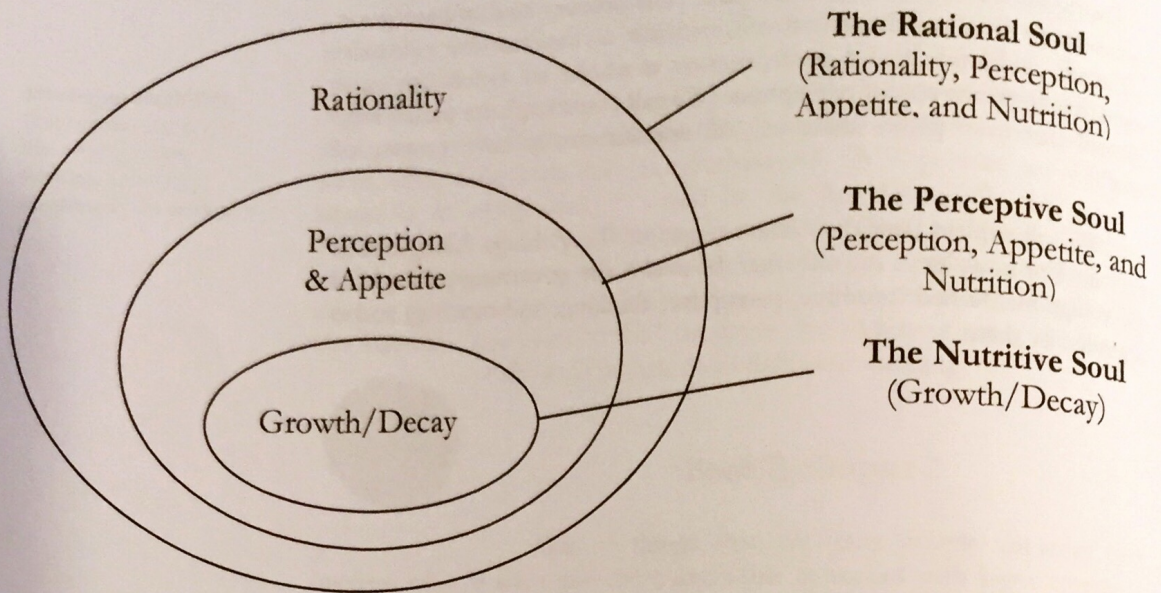 Rationality
Perception
& Appetite
Growth/Decay
The Rational Soul
(Rationality, Perception,
Appetite, and Nutrition)
The Perceptive Soul
(Perception, Appetite, and
Nutrition)
The Nutritive Soul
(Growth/Decay)